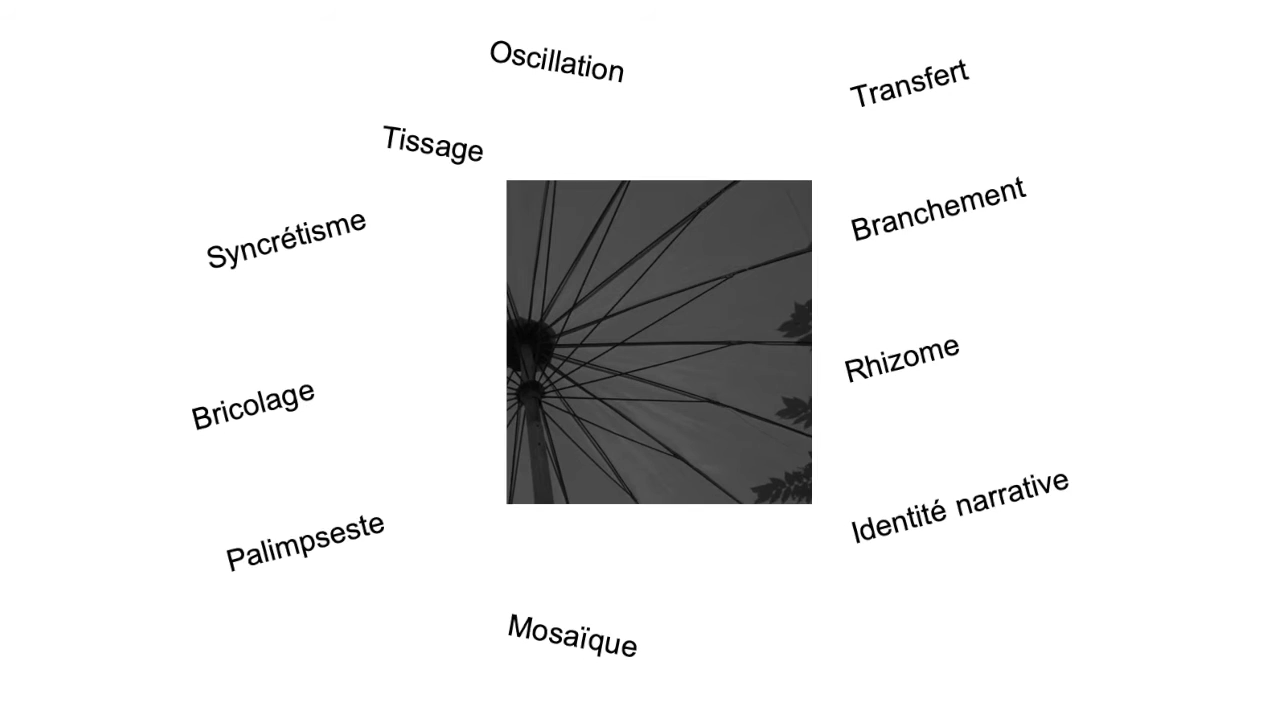 Oscillation
Transfert
Tissage
Branchement
Syncrétisme
Rhizome
Bricolage
Identité narrative
Palimpseste
Mosaïque